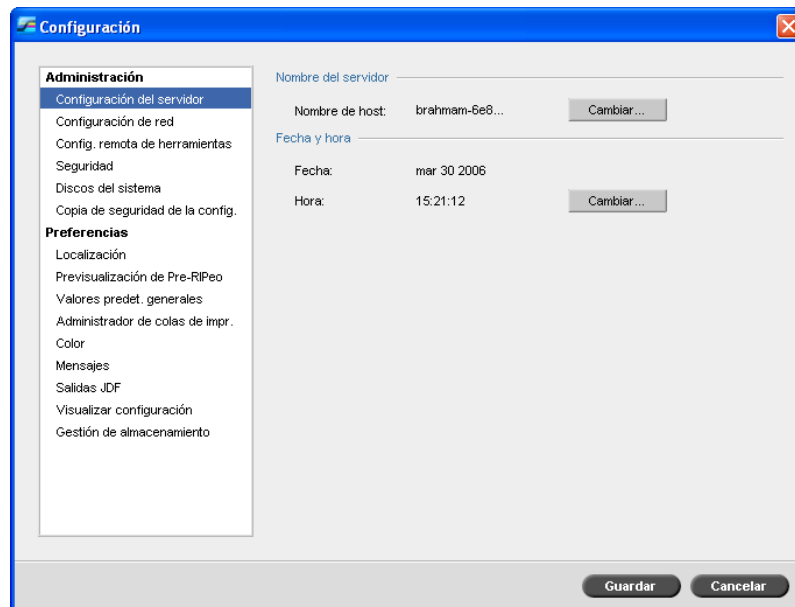 Configuración
Administración
Configuración del servidor
Configuración de red
Config. remota de herramientas
Seguridad
Discos del sistema
Copia de seguridad de la config.
Preferencias
Localización
Previsualización de Pre-RIPeo
Valores predet. generales
Administrador de colas de impr.
Color
Mensajes
Salidas JDF
Visualizar configuración
Gestión de almacenamiento
Nombre del servidor
Nombre de host: brahmam-6e8... Cambiar...
Fecha y hora
Fecha: mar 30 2006
Hora: 15:21:12 Cambiar...
Guardar Cancelar